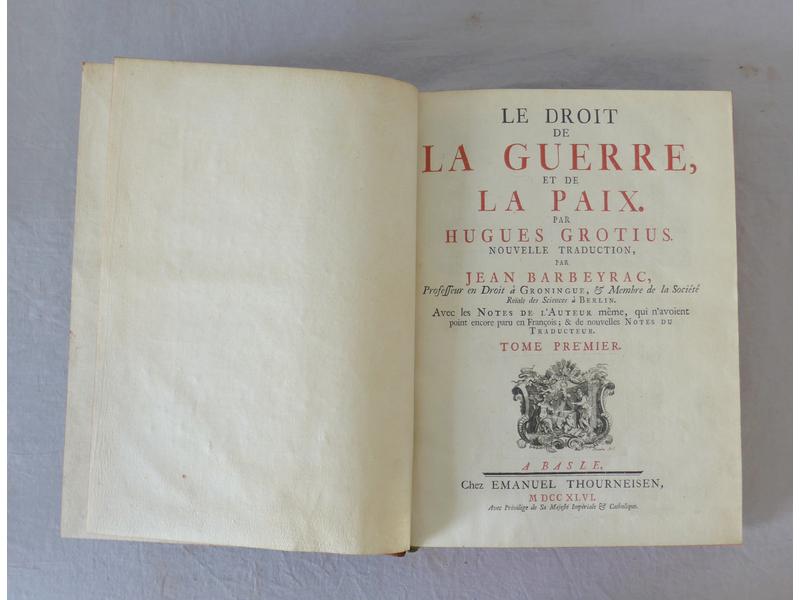 LE DROIT
DE
LA GUERRE,
ET DE
LA PAIX.
PAR
HUGUES GROTIUS.
NOUVELLE TRADUCTION,
PAR
JEAN BARBEYRAC,
Professeur en Droit à GRONINGUE, & Membre de la Société
Roiale des Sciences à BERLIN.
Avec les NOTES DE L'AUTEUR même, qui n'avoient
point encore paru en François; & de nouvelles NOTES DU
TRADUCTEUR.
TOME PREMIER.
A BASLE,
Chez EMANUEL THOURNEISEN,
M DCC XLVI.
Avec Privilège de Sa Majesté Impériale & Catholique.